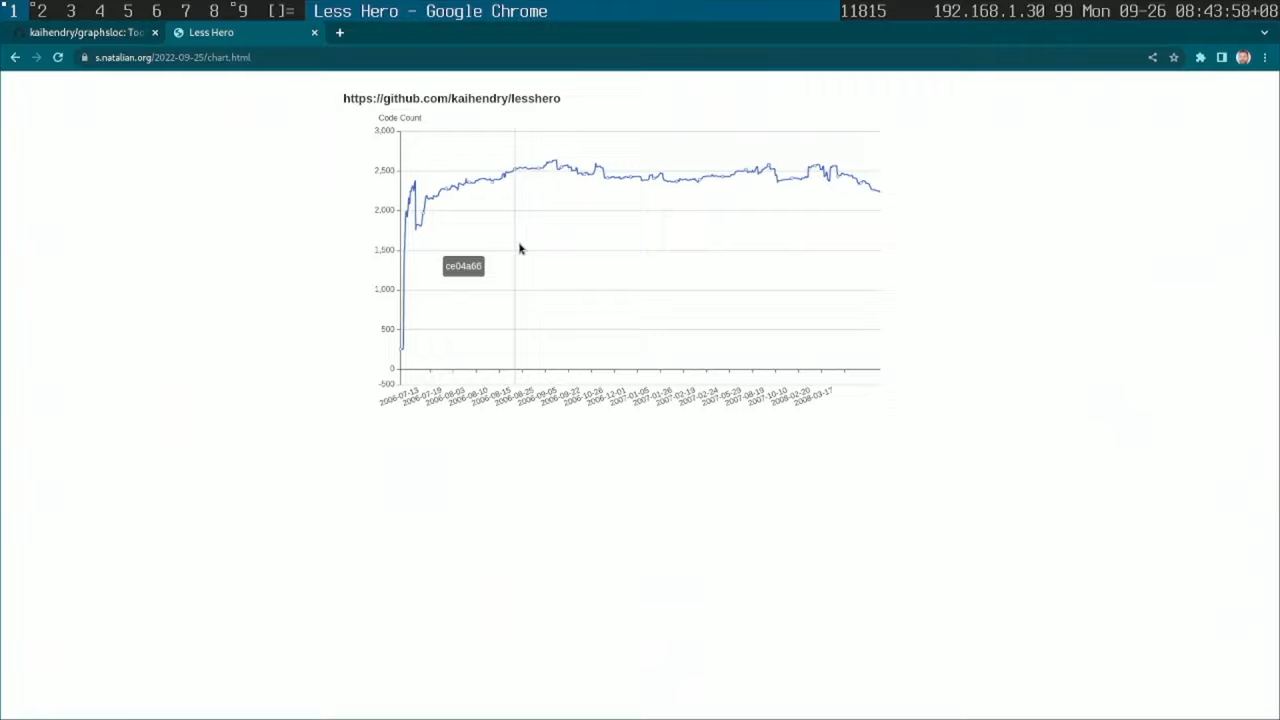 1 2 3 4 5 6 7 8 9 []= Less Hero - Google Chrome 11815 192.168.1.30 99 Mon 09-26 08:43:58+08
kaihendry/graphsloc: Too Less Hero
s.natalian.org/2022-09-25/chart.html
https://github.com/kaihendry/lesshero
Code Count
3,000
2,500
2,000
1,500
ce04a66
1,000
500
0
-500
2006-07-13 2006-07-19 2006-08-03 2006-08-10 2006-08-15 2006-08-25 2006-09-05 2006-09-22 2006-10-26 2006-12-01 2007-01-05 2007-01-26 2007-02-19 2007-02-24 2007-05-29 2007-08-19 2007-10-10 2008-02-20 2008-03-17